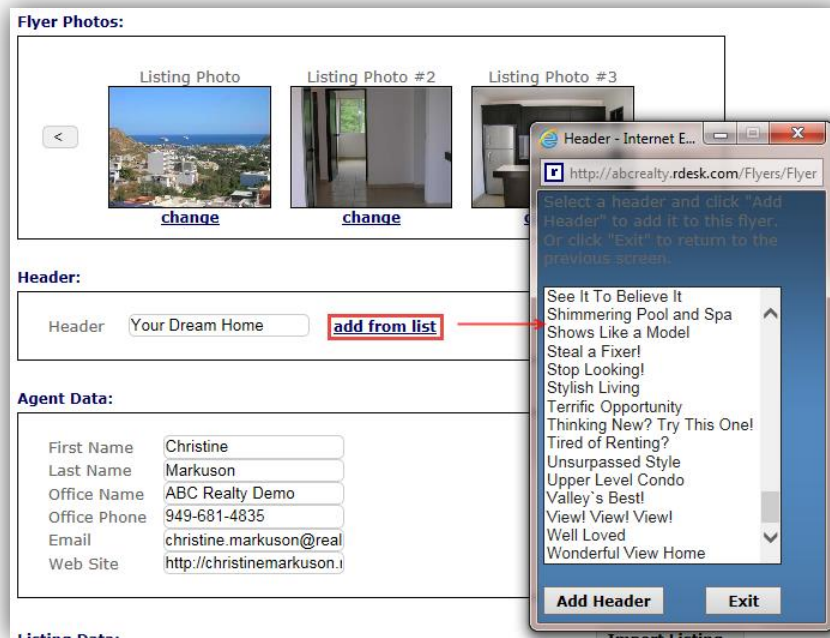 Flyer Photos:
Listing Photo
Listing Photo #2
Listing Photo #3
<
change
change
Header - Internet E...
X
r
http://abcrealty.rdesk.com/Flyers/Flyer
Select a header and click "Add
Header" to add it to this flyer.
Or click "Exit" to return to the
previous screen.
See It To Believe It
Shimmering Pool and Spa
Shows Like a Model
Steal a Fixer!
Stop Looking!
Stylish Living
Terrific Opportunity
Thinking New? Try This One!
Tired of Renting?
Unsurpassed Style
Upper Level Condo
Valley`s Best!
View! View! View!
Well Loved
Wonderful View Home
Add Header
Exit
Header:
Header
Your Dream Home
add from list
Agent Data:
First Name
Christine
Last Name
Markuson
Office Name
ABC Realty Demo
Office Phone
949-681-4835
Email
christine.markuson@real
Web Site
http://christinemarkuson.
Listing Data:
Import Listing